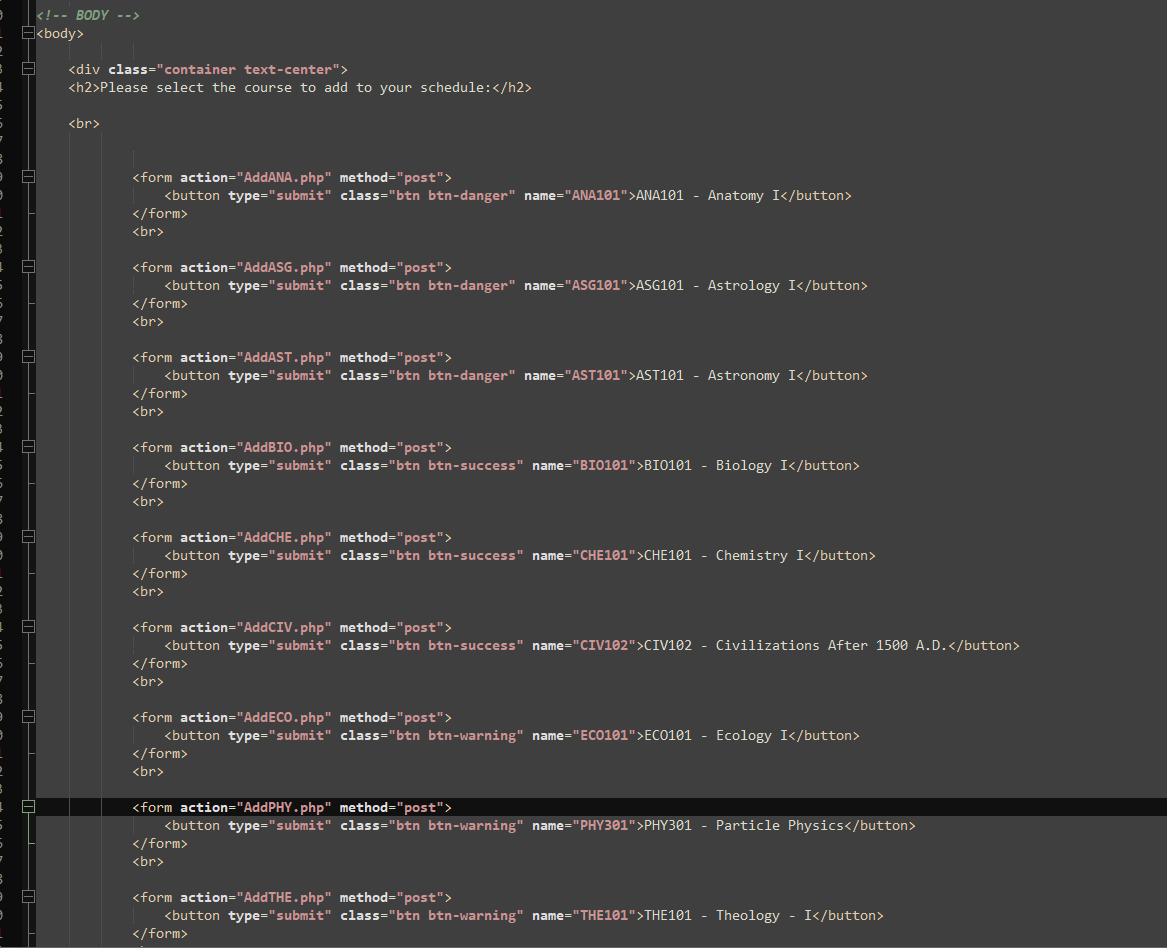 <!-- BODY -->
<body>
<div class="container text-center">
<h2>Please select the course to add to your schedule:</h2>
<br>
<form action="AddANA.php" method="post">
<button type="submit" class="btn btn-danger" name="ANA101">ANA101 - Anatomy I</button>
</form>
<br>
<form action="AddASG.php" method="post">
<button type="submit" class="btn btn-danger" name="ASG101">ASG101 - Astrology I</button>
</form>
<br>
<form action="AddAST.php" method="post">
<button type="submit" class="btn btn-danger" name="AST101">AST101 - Astronomy I</button>
</form>
<br>
<form action="AddBIO.php" method="post">
<button type="submit" class="btn btn-success" name="BIO101">BIO101 - Biology I</button>
</form>
<br>
<form action="AddCHE.php" method="post">
<button type="submit" class="btn btn-success" name="CHE101">CHE101 - Chemistry I</button>
</form>
<br>
<form action="AddCIV.php" method="post">
<button type="submit" class="btn btn-success" name="CIV102">CIV102 - Civilizations After 1500 A.D.</button>
</form>
<br>
<form action="AddECO.php" method="post">
<button type="submit" class="btn btn-warning" name="ECO101">ECO101 - Ecology I</button>
</form>
<br>
<form action="AddPHY.php" method="post">
<button type="submit" class="btn btn-warning" name="PHY301">PHY301 - Particle Physics</button>
</form>
<br>
<form action="AddTHE.php" method="post">
<button type="submit" class="btn btn-warning" name="THE101">THE101 - Theology - I</button>
</form>